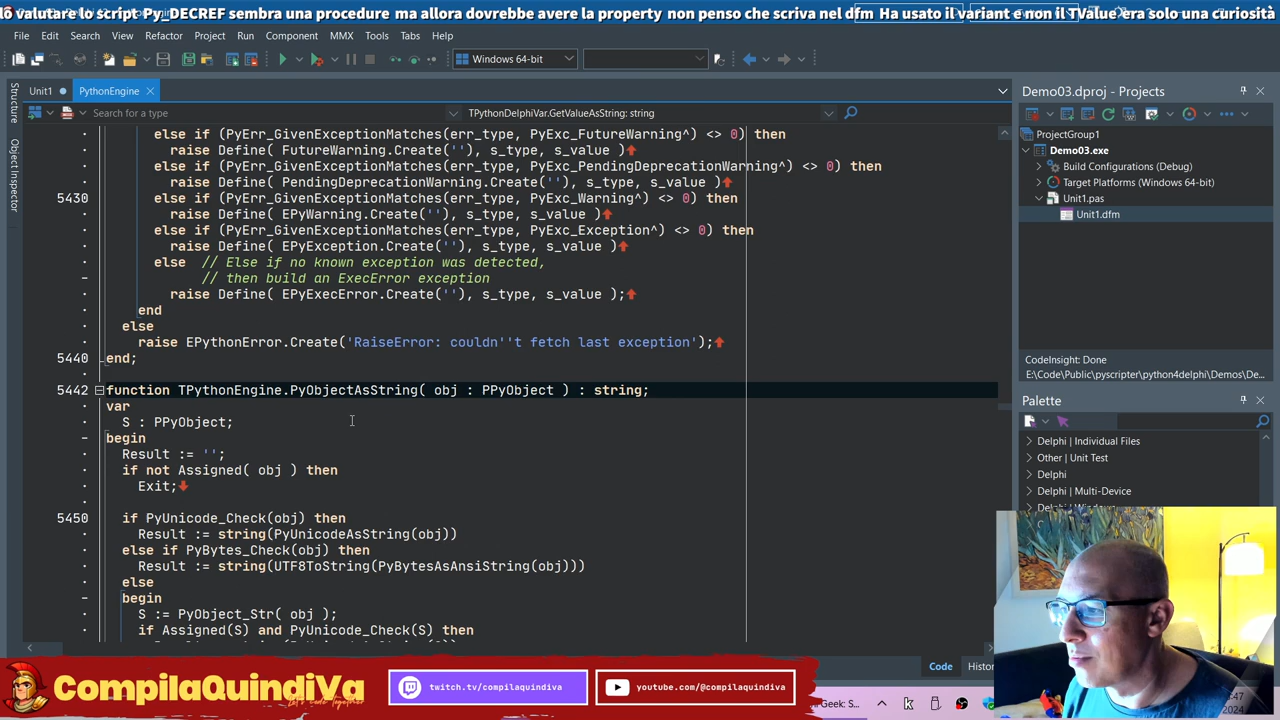 lo valuta solo lo script Py_DECREF sembra una procedure ma allora dovrebbe avere la property non penso che scriva nel dfm Ha usato il variant e non il TValue era solo una curiosità
File Edit Search View Refactor Project Run Component MMX Tools Tabs Help
Windows 64-bit
Unit1 PythonEngine
Search for a type TPythonDelphiVar.GetValueAsString: string
else if (PyErr_GivenExceptionMatches(err_type, PyExc_FutureWarning^) <> 0) then
raise Define( FutureWarning.Create(''), s_type, s_value )
else if (PyErr_GivenExceptionMatches(err_type, PyExc_PendingDeprecationWarning^) <> 0) then
raise Define( PendingDeprecationWarning.Create(''), s_type, s_value )
5430 else if (PyErr_GivenExceptionMatches(err_type, PyExc_Warning^) <> 0) then
raise Define( EPyWarning.Create(''), s_type, s_value )
else if (PyErr_GivenExceptionMatches(err_type, PyExc_Exception^) <> 0) then
raise Define( EPyException.Create(''), s_type, s_value )
else // Else if no known exception was detected,
// then build an ExecError exception
raise Define( EPyExecError.Create(''), s_type, s_value );
end
else
raise EPythonError.Create('RaiseError: couldn''t fetch last exception');
5440 end;
5442 function TPythonEngine.PyObjectAsString( obj : PPyObject ) : string;
var
S : PPyObject;
begin
Result := '';
if not Assigned( obj ) then
Exit;
5450 if PyUnicode_Check(obj) then
Result := string(PyUnicodeAsString(obj))
else if PyBytes_Check(obj) then
Result := string(UTF8ToString(PyBytesAsAnsiString(obj)))
else
begin
S := PyObject_Str( obj );
if Assigned(S) and PyUnicode_Check(S) then
Code Histor
Structure
Object Inspector
Demo03.dproj - Projects
ProjectGroup1
Demo03.exe
Build Configurations (Debug)
Target Platforms (Windows 64-bit)
Unit1.pas
Unit1.dfm
CodeInsight: Done
E:\Code\Public\pyscripter\python4delphi\Demos\De...
Palette
Delphi | Individual Files
Other | Unit Test
Delphi
Delphi | Multi-Device
CompilaQuindiVa
Let's Code Together
twitch.tv/compilaquindiva
youtube.com/@compilaquindiva
Geek: S...